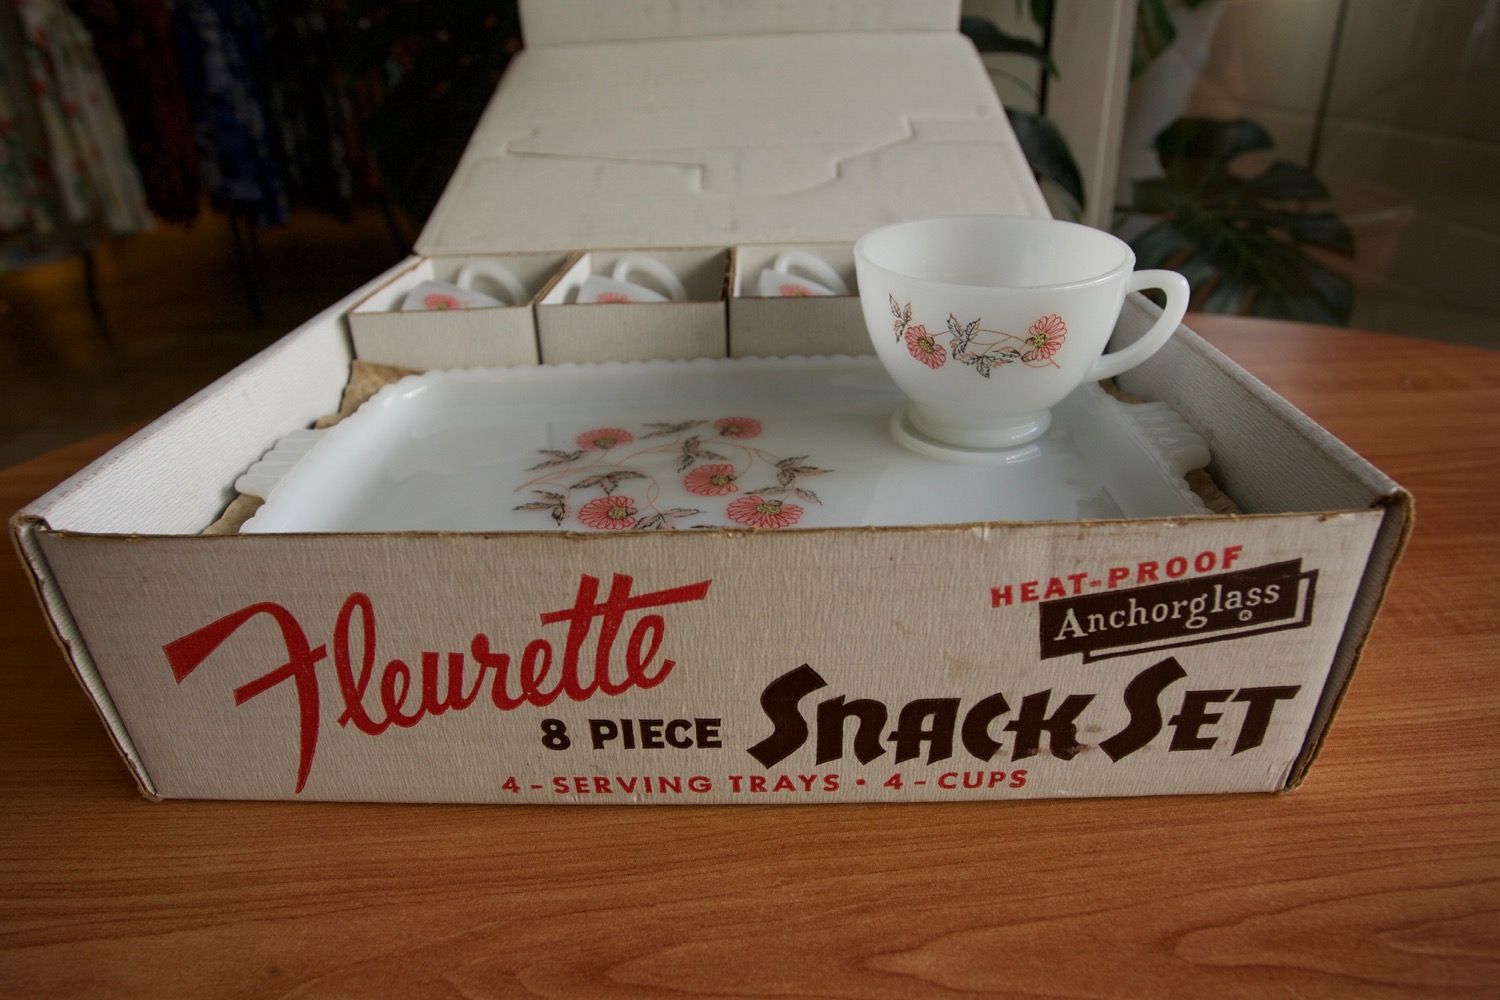 Fleurette
8 PIECE SNACK SET
4-SERVING TRAYS • 4-CUPS
HEAT-PROOF
Anchorglass®